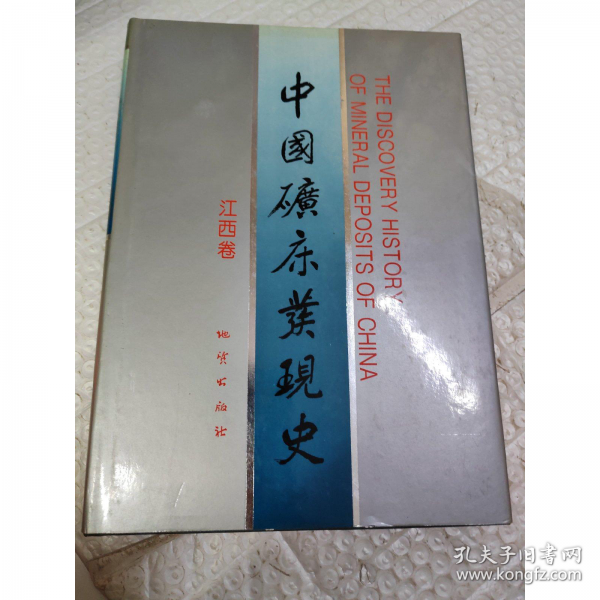 THE DISCOVERY HISTORY
OF MINERAL DEPOSITS OF CHINA
中國礦床發現史
江西卷
地质出版社
孔夫子旧书网
www.kongfz.com